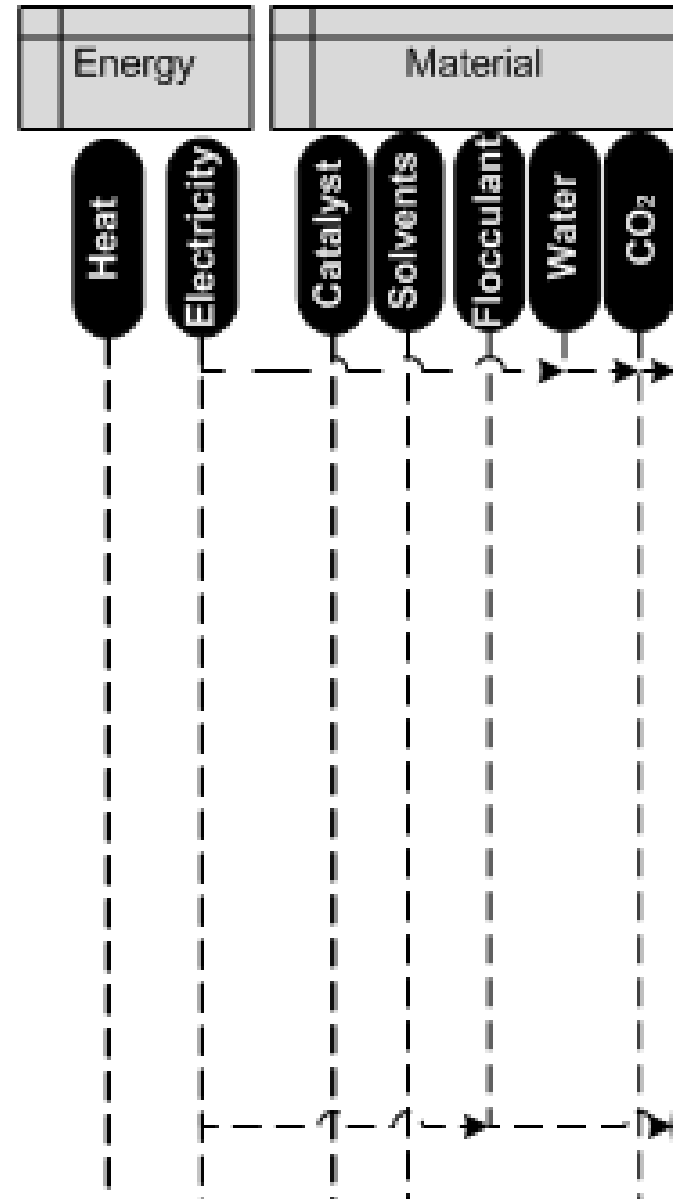 Energy
Material
Heat
Electricity
Catalyst
Solvents
Flocculant
Water
CO₂